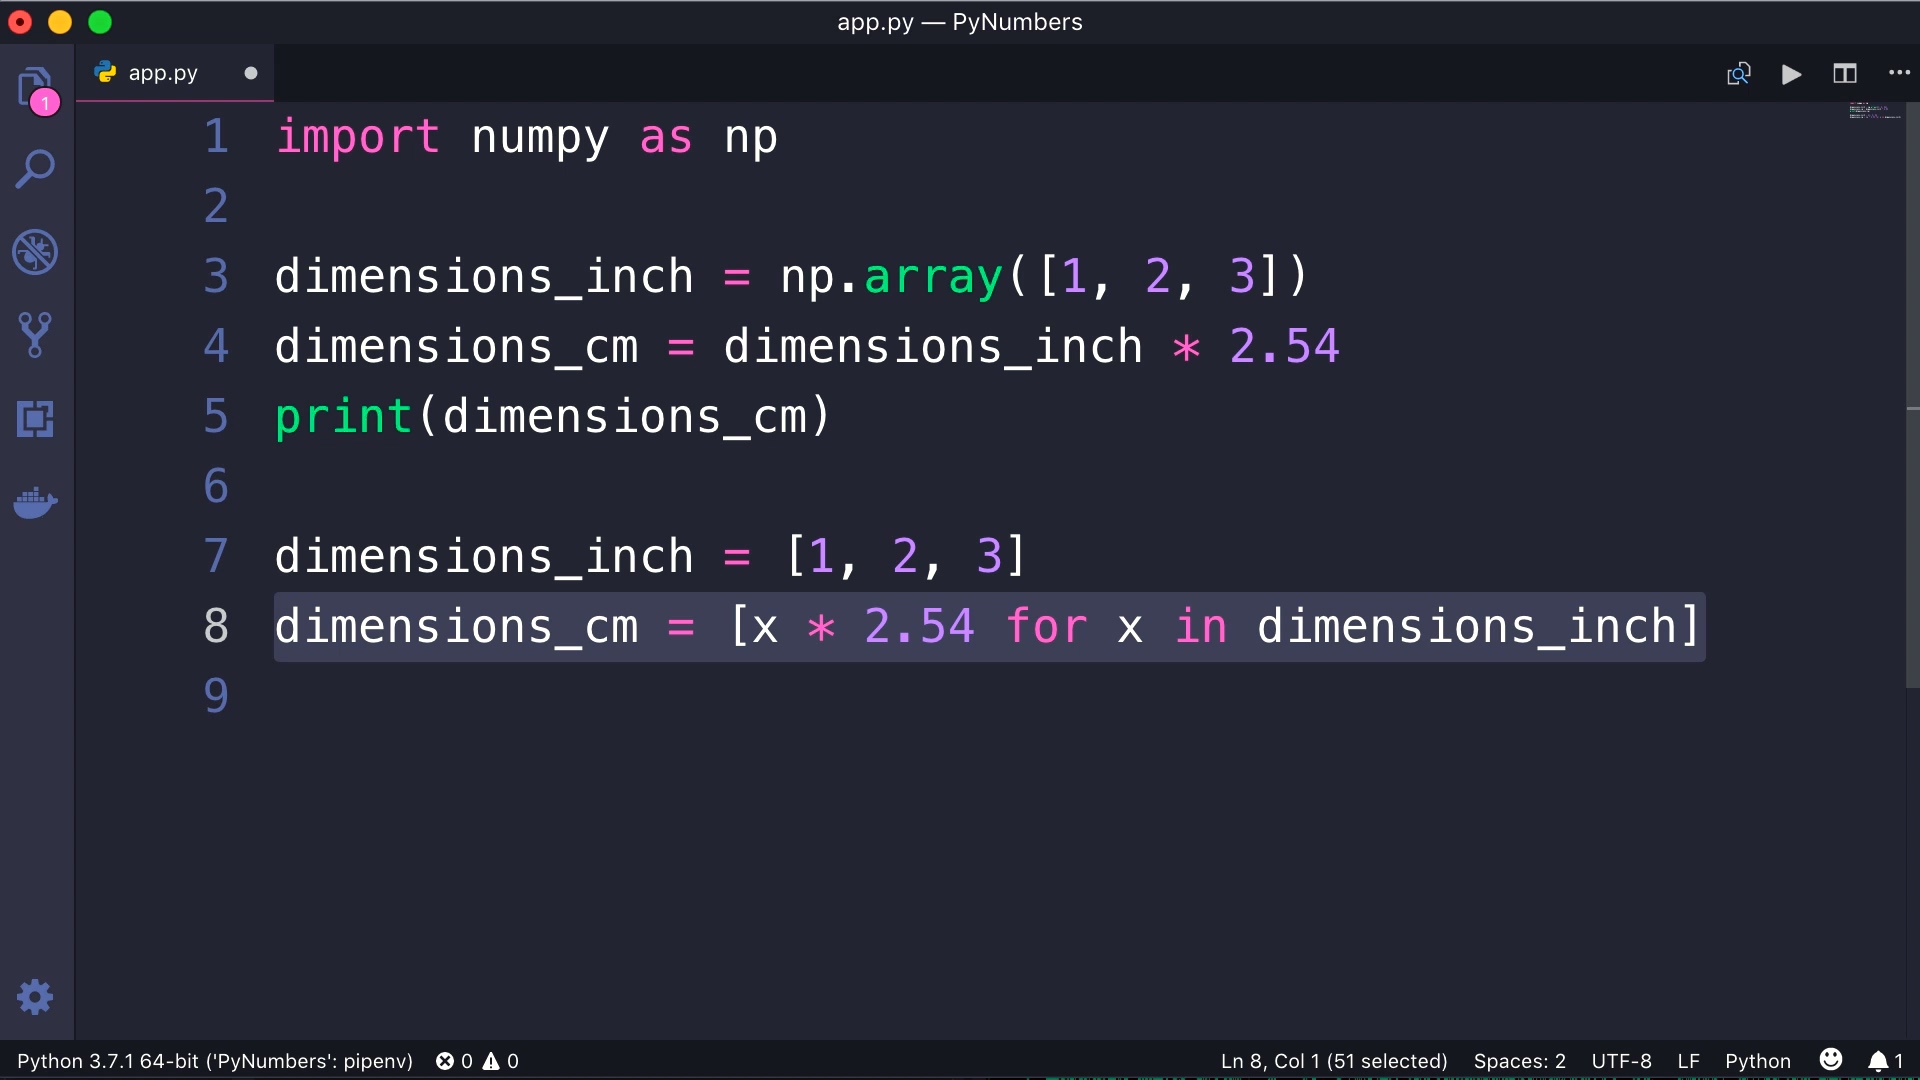 app.py — PyNumbers
app.py
1
1 import numpy as np
2
3 dimensions_inch = np.array([1, 2, 3])
4 dimensions_cm = dimensions_inch * 2.54
5 print(dimensions_cm)
6
7 dimensions_inch = [1, 2, 3]
8 dimensions_cm = [x * 2.54 for x in dimensions_inch]
9
Python 3.7.1 64-bit ('PyNumbers': pipenv) 0 0 Ln 8, Col 1 (51 selected) Spaces: 2 UTF-8 LF Python 1